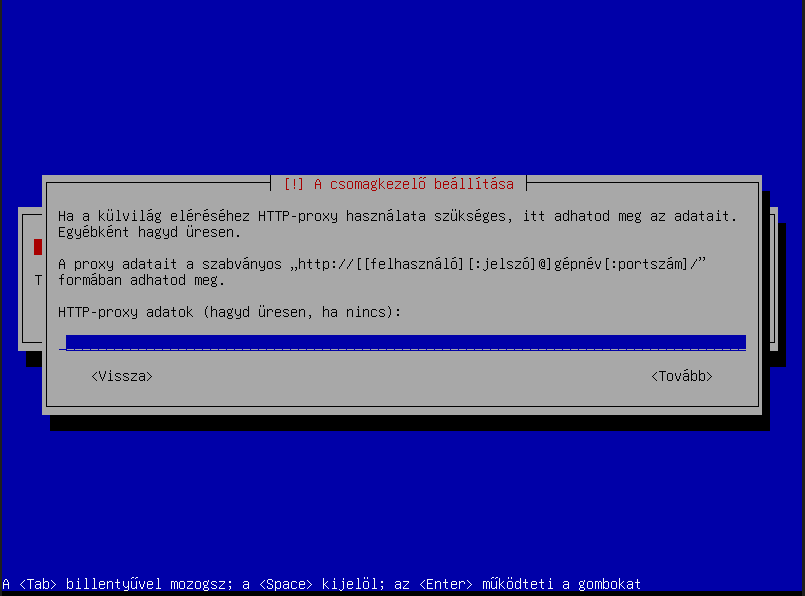 [!] A csomagkezelő beállítása
Ha a külvilág eléréséhez HTTP-proxy használata szükséges, itt adhatod meg az adatait.
Egyébként hagyd üresen.
A proxy adatait a szabványos „http://[[felhasználó][:jelszó]@]gépnév[:portszám]/”
formában adhatod meg.
T
HTTP-proxy adatok (hagyd üresen, ha nincs):
<Vissza> <Tovább>
A <Tab> billentyűvel mozogsz; a <Space> kijelöl; az <Enter> működteti a gombokat